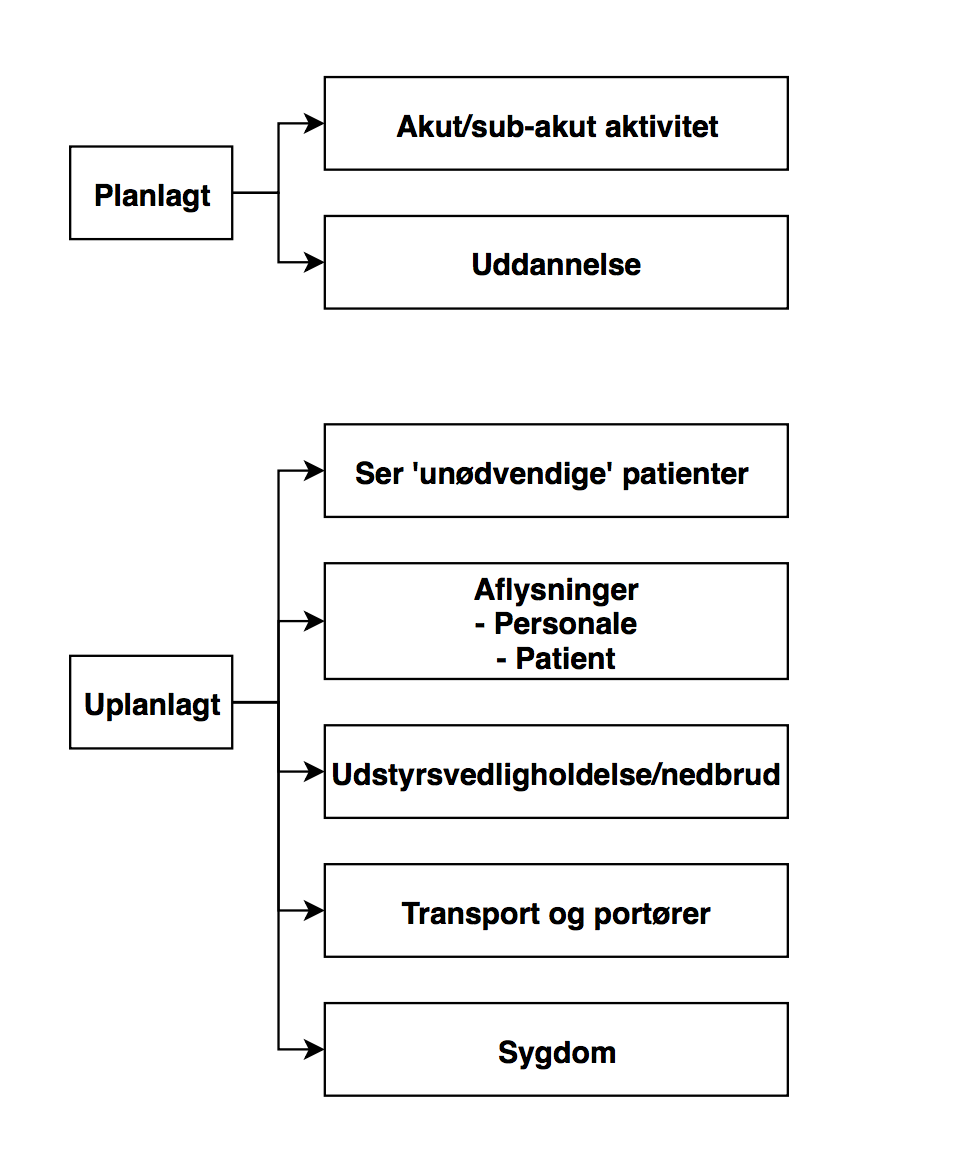 Planlagt
Akut/sub-akut aktivitet
Uddannelse
Uplanlagt
Ser 'unødvendige' patienter
Aflysninger
- Personale
- Patient
Udstyrsvedligholdelse/nedbrud
Transport og portører
Sygdom